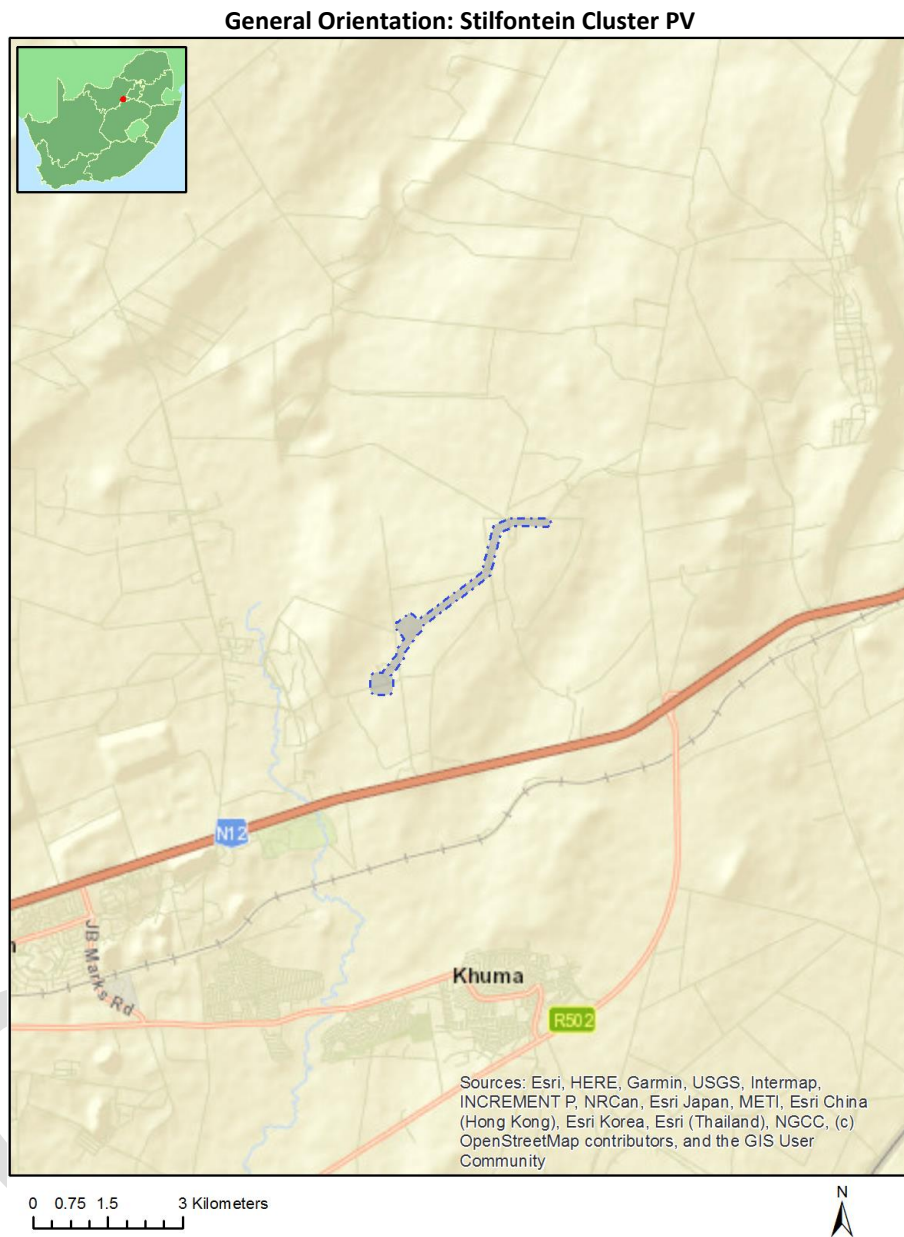 General Orientation: Stilfontein Cluster PV
N12
JB Marks Rd
n
Khuma
R502
Sources: Esri, HERE, Garmin, USGS, Intermap,
INCREMENT P, NRCan, Esri Japan, METI, Esri China
(Hong Kong), Esri Korea, Esri (Thailand), NGCC, (c)
OpenStreetMap contributors, and the GIS User
Community
0 0.75 1.5 3 Kilometers
N